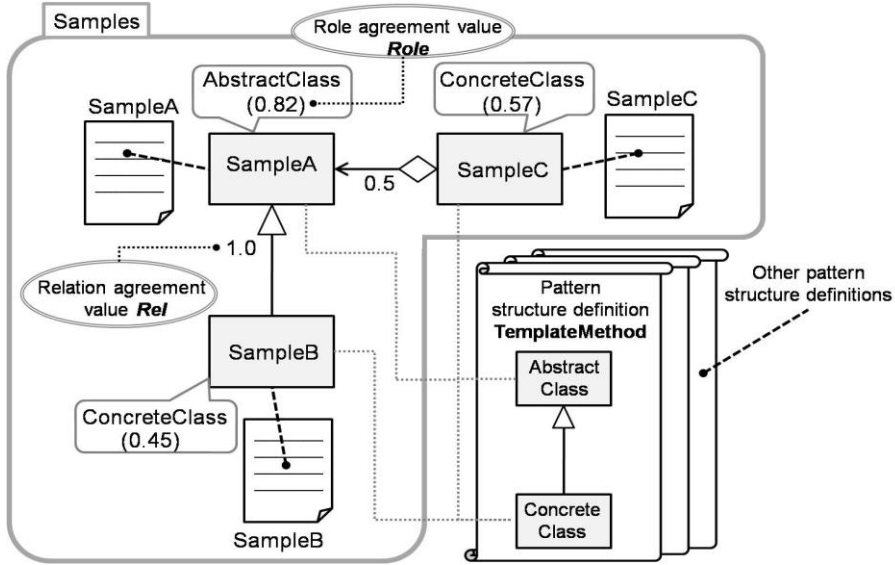 Samples
Role agreement value
Role
AbstractClass
(0.82)
ConcreteClass
(0.57)
SampleA
SampleC
SampleA
0.5
SampleC
1.0
Relation agreement
value Rel
SampleB
ConcreteClass
(0.45)
SampleB
Pattern
structure definition
TemplateMethod
Abstract
Class
Concrete
Class
Other pattern
structure definitions